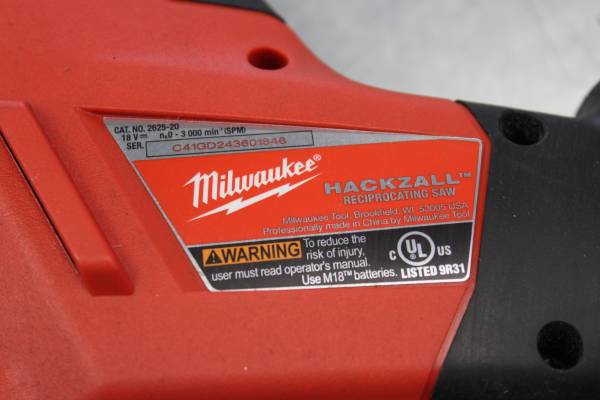 CAT. NO. 2625-20
18 V ⎓ n₀0 - 3 000 min⁻¹ (SPM)
SER. C41GD243601846
Milwaukee®
HACKZALL™
RECIPROCATING SAW
Milwaukee Tool, Brookfield, WI, 53005 USA
Professionally made in China by Milwaukee Tool
WARNING To reduce the
risk of injury,
user must read operator's manual.
Use M18™ batteries.
C UL® US
LISTED 9R31